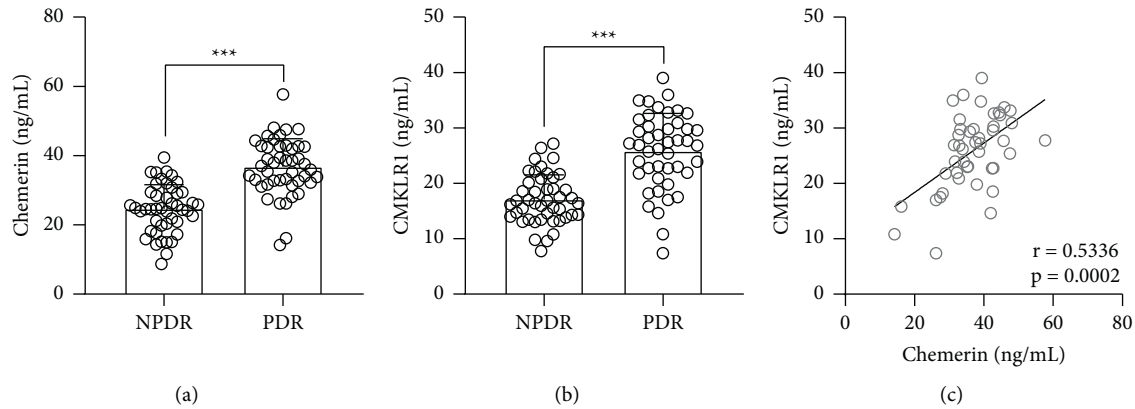 80
60
40
20
0
Chemerin (ng/mL)
***
NPDR
PDR
(a)
50
40
30
20
10
0
CMKLR1 (ng/mL)
***
NPDR
PDR
(b)
50
40
30
20
10
0
CMKLR1 (ng/mL)
r = 0.5336
p = 0.0002
0
20
40
60
80
Chemerin (ng/mL)
(c)